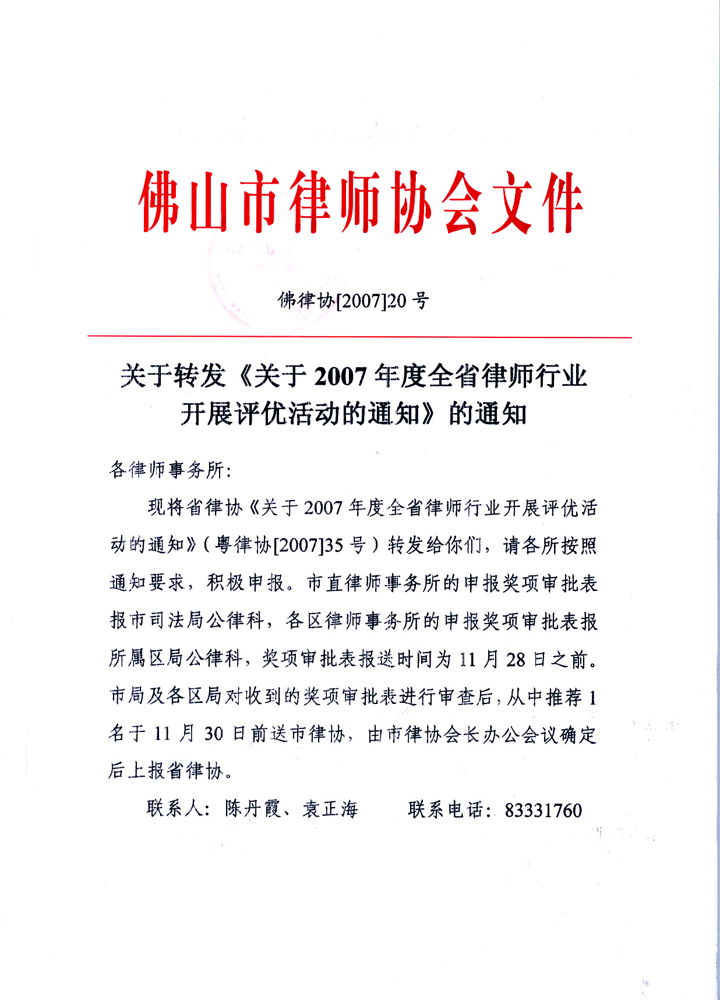 佛山市律师协会文件
佛律协[2007]20 号
关于转发《关于 2007 年度全省律师行业
开展评优活动的通知》的通知
各律师事务所：
现将省律协《关于 2007 年度全省律师行业开展评优活
动的通知》（粤律协[2007]35 号）转发给你们，请各所按照
通知要求，积极申报。市直律师事务所的申报奖项审批表
报市司法局公律科，各区律师事务所的申报奖项审批表报
所属区局公律科，奖项审批表报送时间为 11 月 28 日之前。
市局及各区局对收到的奖项审批表进行审查后，从中推荐 1
名于 11 月 30 日前送市律协，由市律协会长办公会议确定
后上报省律协。
联系人：陈丹霞、袁正海 联系电话：83331760